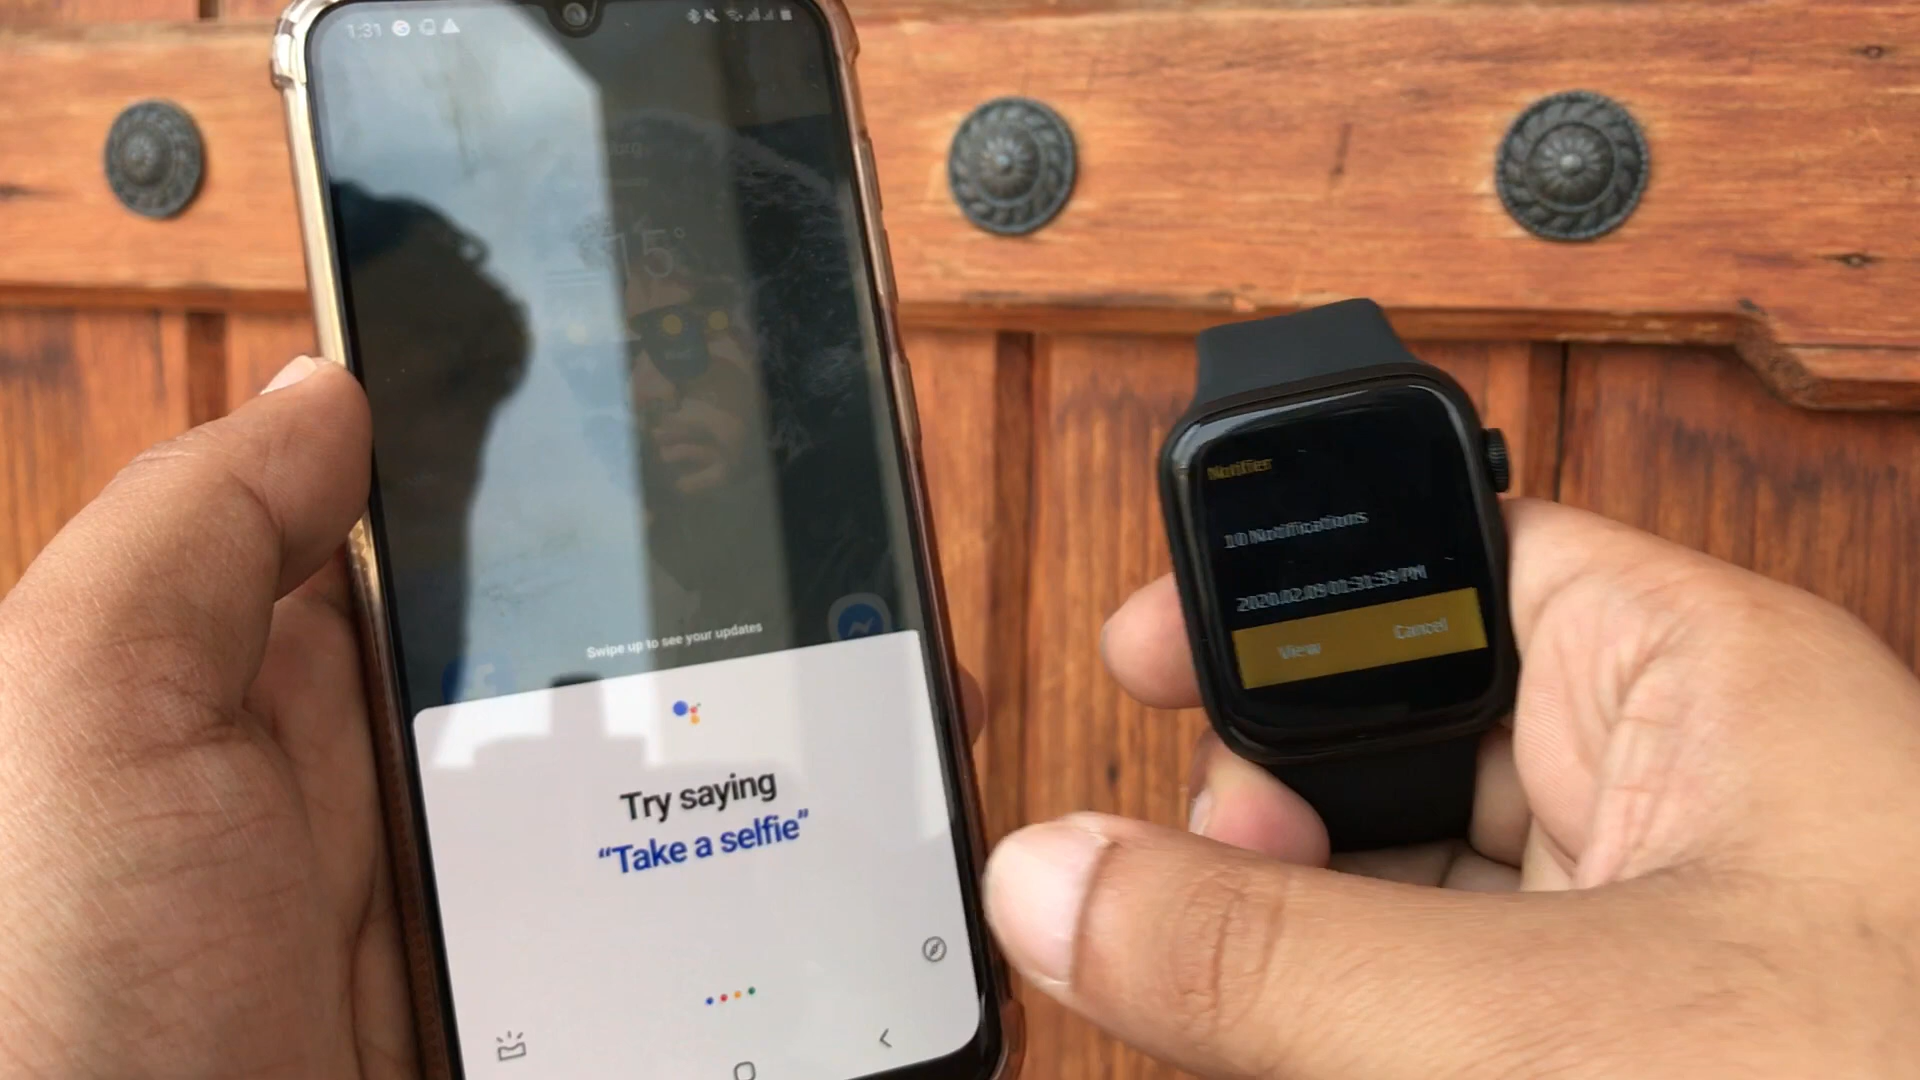 1:31
15°
Swipe up to see your updates
Try saying
“Take a selfie”
Notifier
10 Notifications
2020.02.09 01:31:39 PM
View Cancel